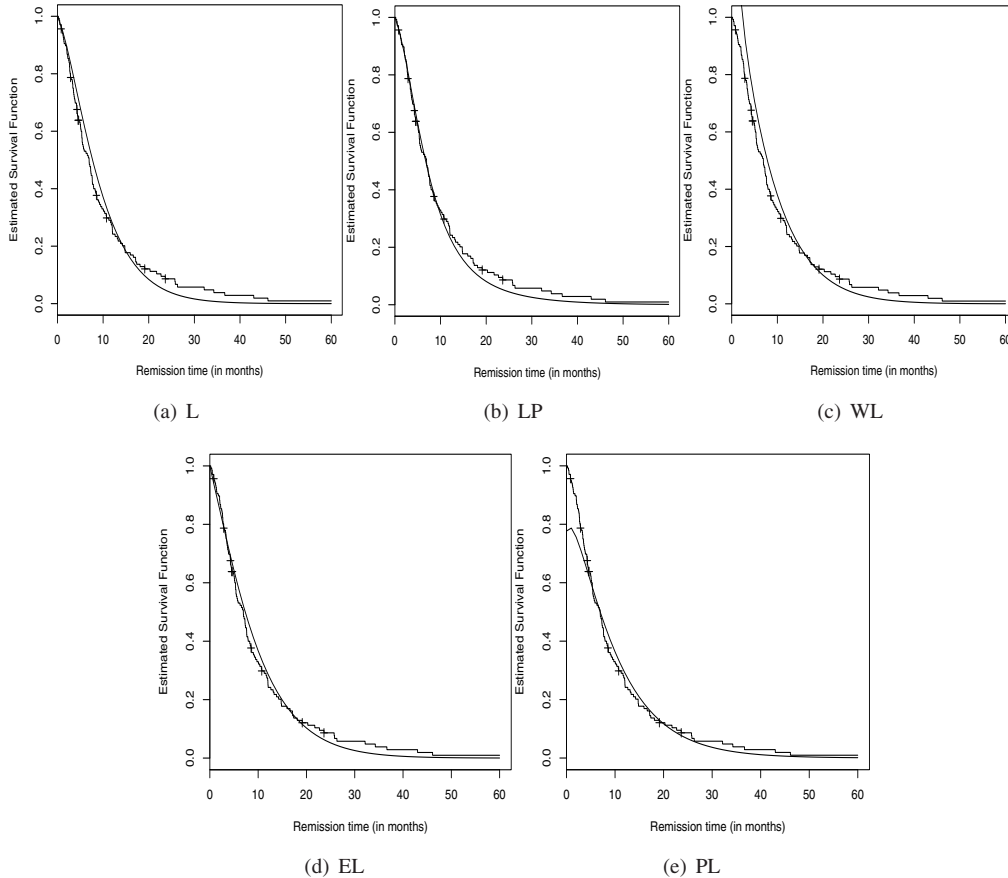 Estimated Survival Function
1.0
0.8
0.6
0.4
0.2
0.0
0 10 20 30 40 50 60
Remission time (in months)
(a) L
Estimated Survival Function
1.0
0.8
0.6
0.4
0.2
0.0
0 10 20 30 40 50 60
Remission time (in months)
(b) LP
Estimated Survival Function
1.0
0.8
0.6
0.4
0.2
0.0
0 10 20 30 40 50 60
Remission time (in months)
(c) WL
Estimated Survival Function
1.0
0.8
0.6
0.4
0.2
0.0
0 10 20 30 40 50 60
Remission time (in months)
(d) EL
Estimated Survival Function
1.0
0.8
0.6
0.4
0.2
0.0
0 10 20 30 40 50 60
Remission time (in months)
(e) PL